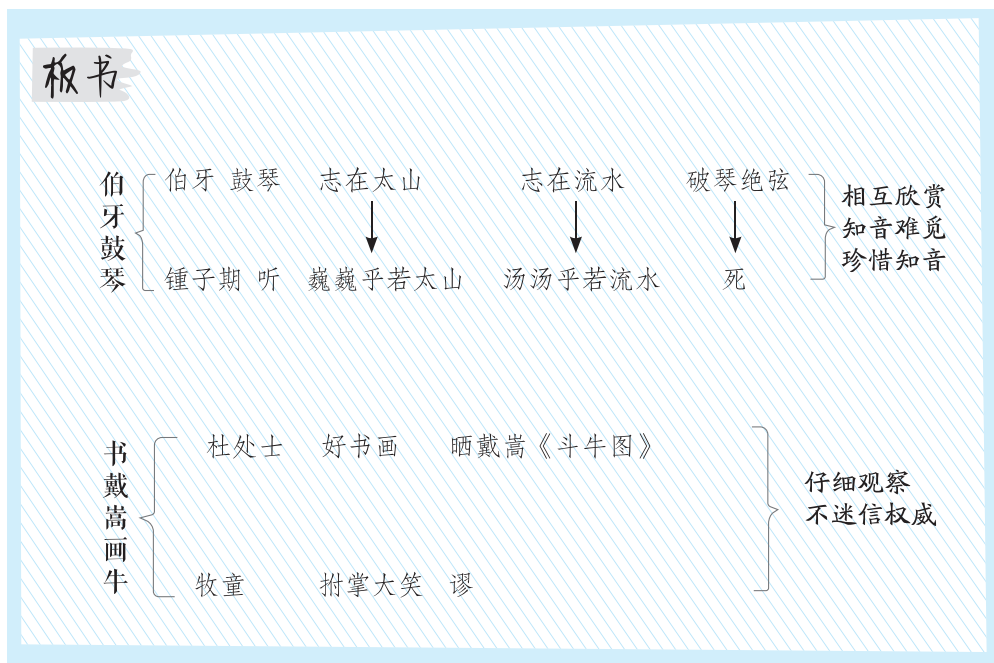 板书
伯牙鼓琴
伯牙 鼓琴 志在太山 志在流水 破琴绝弦
锺子期 听 巍巍乎若太山 汤汤乎若流水 死
相互欣赏
知音难觅
珍惜知音
书戴嵩画牛
杜处士 好书画 晒戴嵩《斗牛图》
牧童 拊掌大笑 谬
仔细观察
不迷信权威